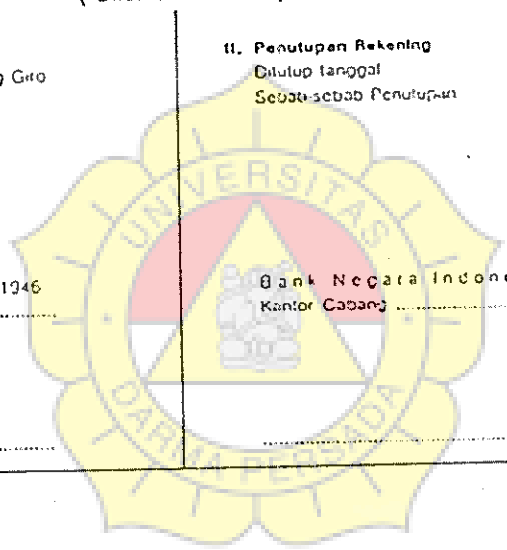 g Giro
1946
II. Penutupan Rekening
Ditutup tanggal
Sebab-sebab Penutupan
Bank Negara Indone
Kantor Cabang
UNIVERSITAS
DARMA PERSADA